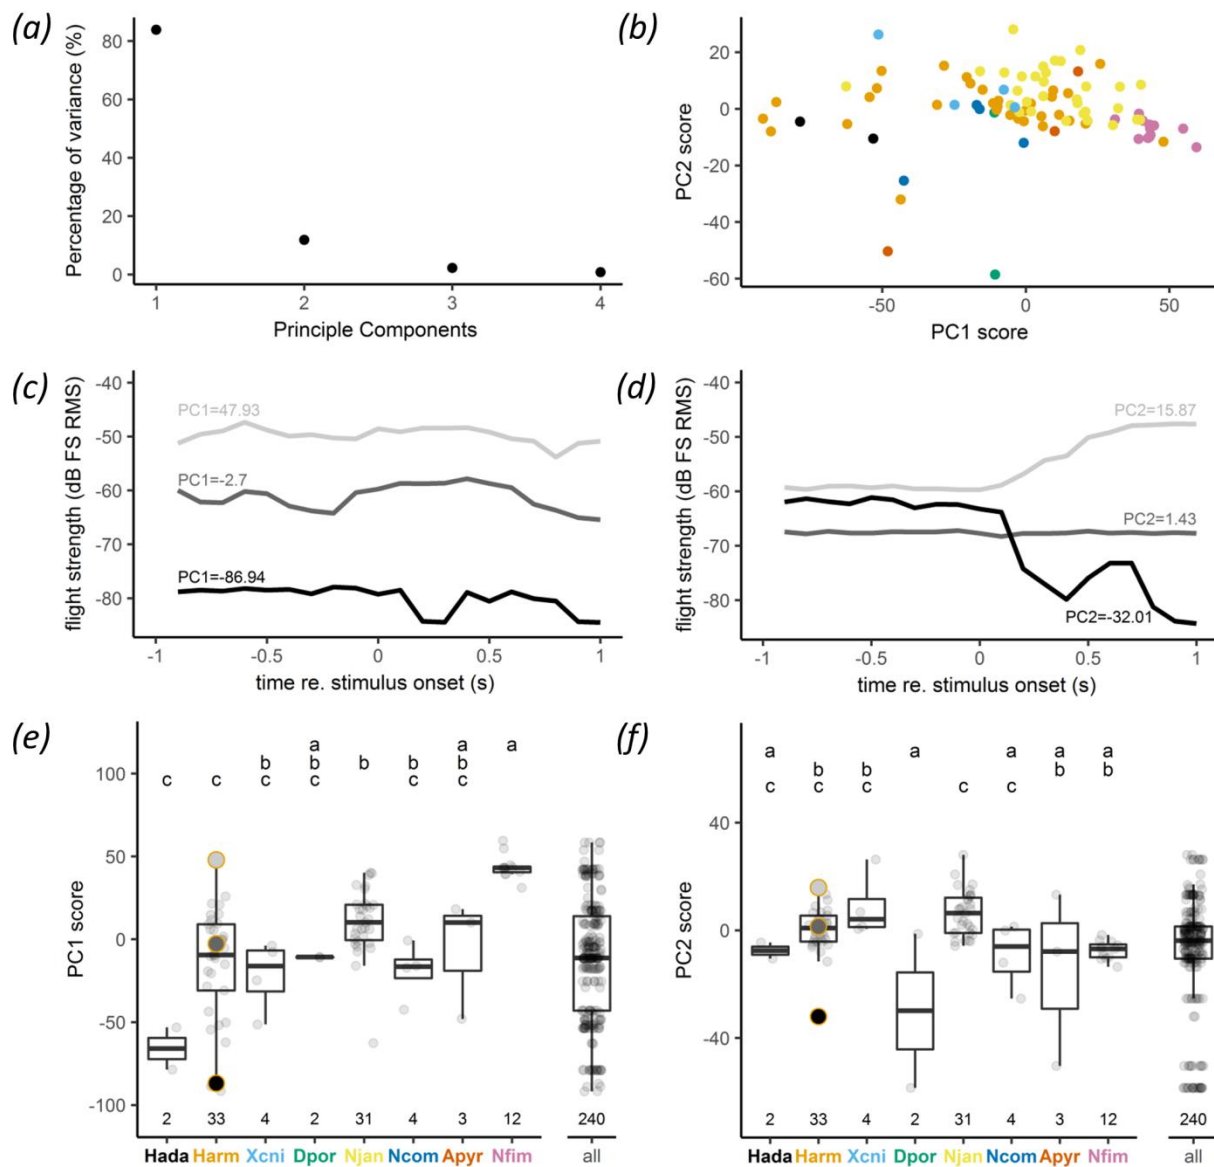 (a)
Percentage of variance (%)
80
60
40
20
0
1 2 3 4
Principle Components
(b)
PC2 score
20
0
-20
-40
-60
-50 0 50
PC1 score
(c)
flight strength (dB FS RMS)
-40
-50
-60
-70
-80
PC1=47.93
PC1=-2.7
PC1=-86.94
-1 -0.5 0 0.5 1
time re. stimulus onset (s)
(d)
flight strength (dB FS RMS)
-40
-50
-60
-70
-80
PC2=15.87
PC2=1.43
PC2=-32.01
-1 -0.5 0 0.5 1
time re. stimulus onset (s)
(e)
PC1 score
100
50
0
-50
-100
a a a
b b b b b
c c c c c c
2 33 4 2 31 4 3 12 240
Hada Harm Xcni Dpor Njan Ncom Apyr Nfim all
(f)
PC2 score
40
0
-40
a a a a a
b b b b
c c c c c
2 33 4 2 31 4 3 12 240
Hada Harm Xcni Dpor Njan Ncom Apyr Nfim all